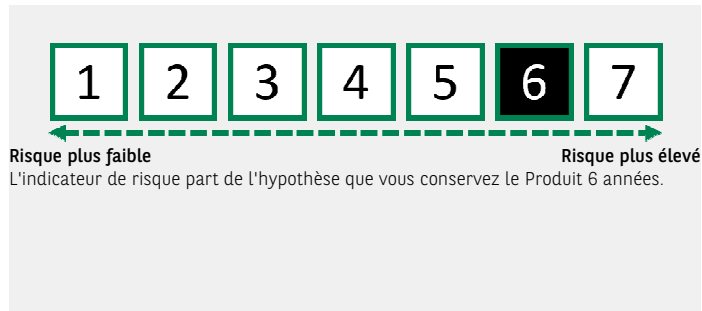 1 2 3 4 5 6 7
Risque plus faible Risque plus élevé
L'indicateur de risque part de l'hypothèse que vous conservez le Produit 6 années.